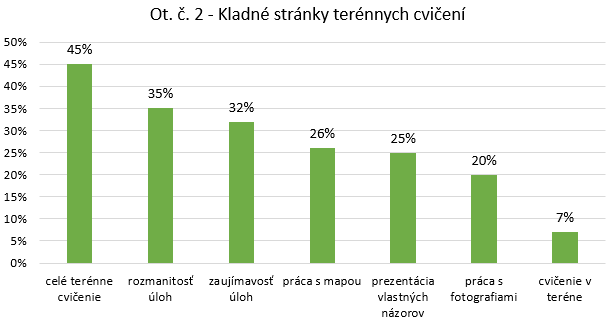 Ot. č. 2 - Kladné stránky terénnych cvičení
50%
45%
40%
35%
30%
25%
20%
15%
10%
5%
0%
45%
35%
32%
26%
25%
20%
7%
celé terénne
cvičenie
rozmanitosť
úloh
zaujímavosť
úloh
práca s mapou
prezentácia
vlastných
názorov
práca s
fotografiami
cvičenie v
teréne